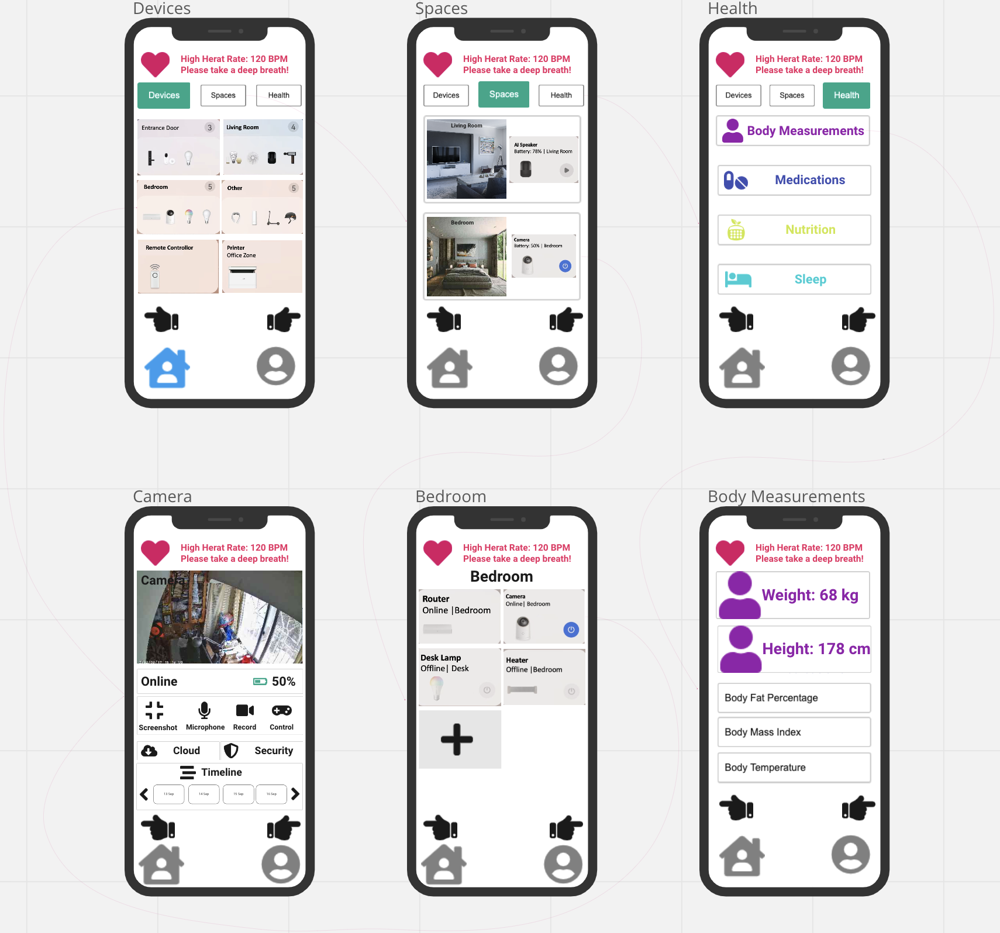 Devices
High Herat Rate: 120 BPM
Please take a deep breath!
Devices
Spaces
Health
Entrance Door
3
Living Room
4
Bedroom
5
Other
5
Remote Controllor
Printer
Office Zone
Spaces
High Herat Rate: 120 BPM
Please take a deep breath!
Devices
Spaces
Health
Living Room
AI Speaker
Battery: 78% | Living Room
Bedroom
Camera
Battery: 50% | Bedroom
Health
High Herat Rate: 120 BPM
Please take a deep breath!
Devices
Spaces
Health
Body Measurements
Medications
Nutrition
Sleep
Camera
High Herat Rate: 120 BPM
Please take a deep breath!
Camera
Online
50%
Screenshot
Microphone
Record
Control
Cloud
Security
Timeline
13 Sep
14 Sep
15 Sep
16 Sep
Bedroom
High Herat Rate: 120 BPM
Please take a deep breath!
Bedroom
Router
Online |Bedroom
Camera
Online| Bedroom
Desk Lamp
Offline| Desk
Heater
Offline |Bedroom
Body Measurements
High Herat Rate: 120 BPM
Please take a deep breath!
Weight: 68 kg
Height: 178 cm
Body Fat Percentage
Body Mass Index
Body Temperature